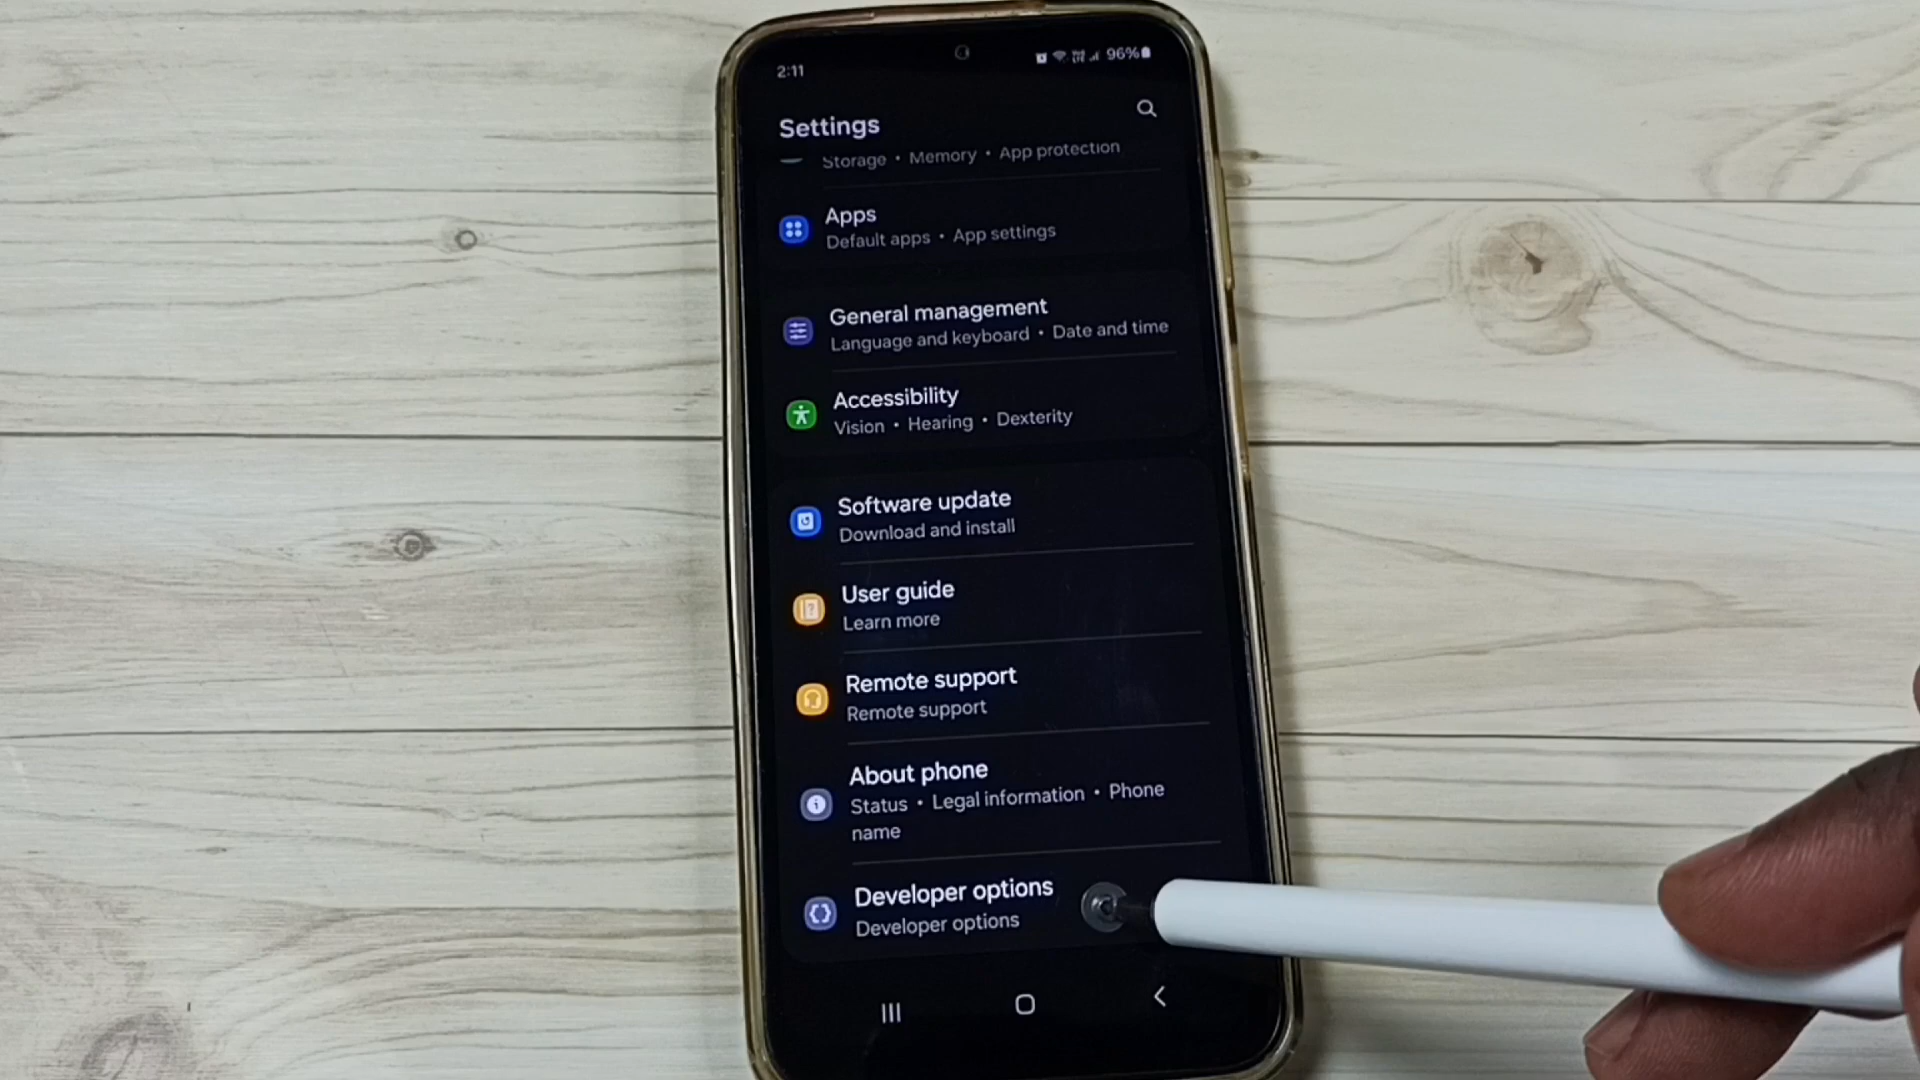 2:11
96%
Settings
Storage • Memory • App protection
Apps
Default apps • App settings
General management
Language and keyboard • Date and time
Accessibility
Vision • Hearing • Dexterity
Software update
Download and install
User guide
Learn more
Remote support
Remote support
About phone
Status • Legal information • Phone
name
Developer options
Developer options